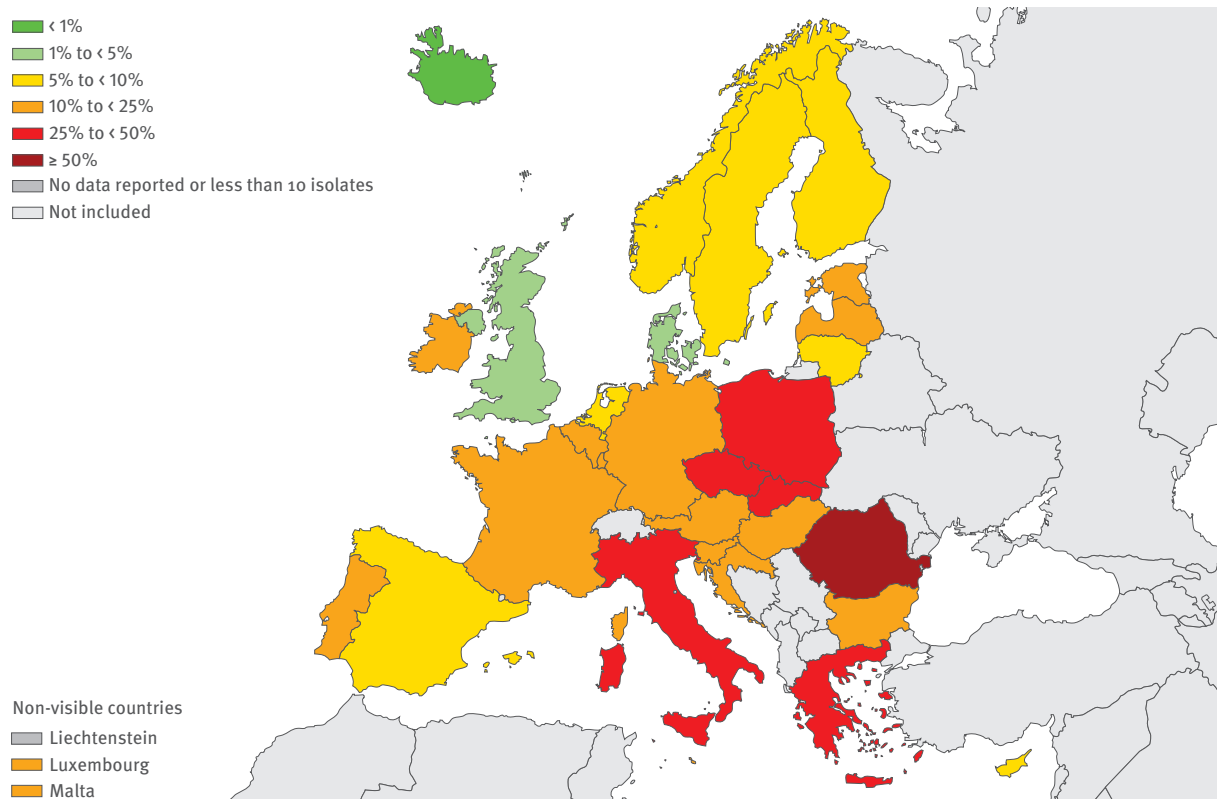 < 1%
1% to < 5%
5% to < 10%
10% to < 25%
25% to < 50%
≥ 50%
No data reported or less than 10 isolates
Not included
Non-visible countries
Liechtenstein
Luxembourg
Malta